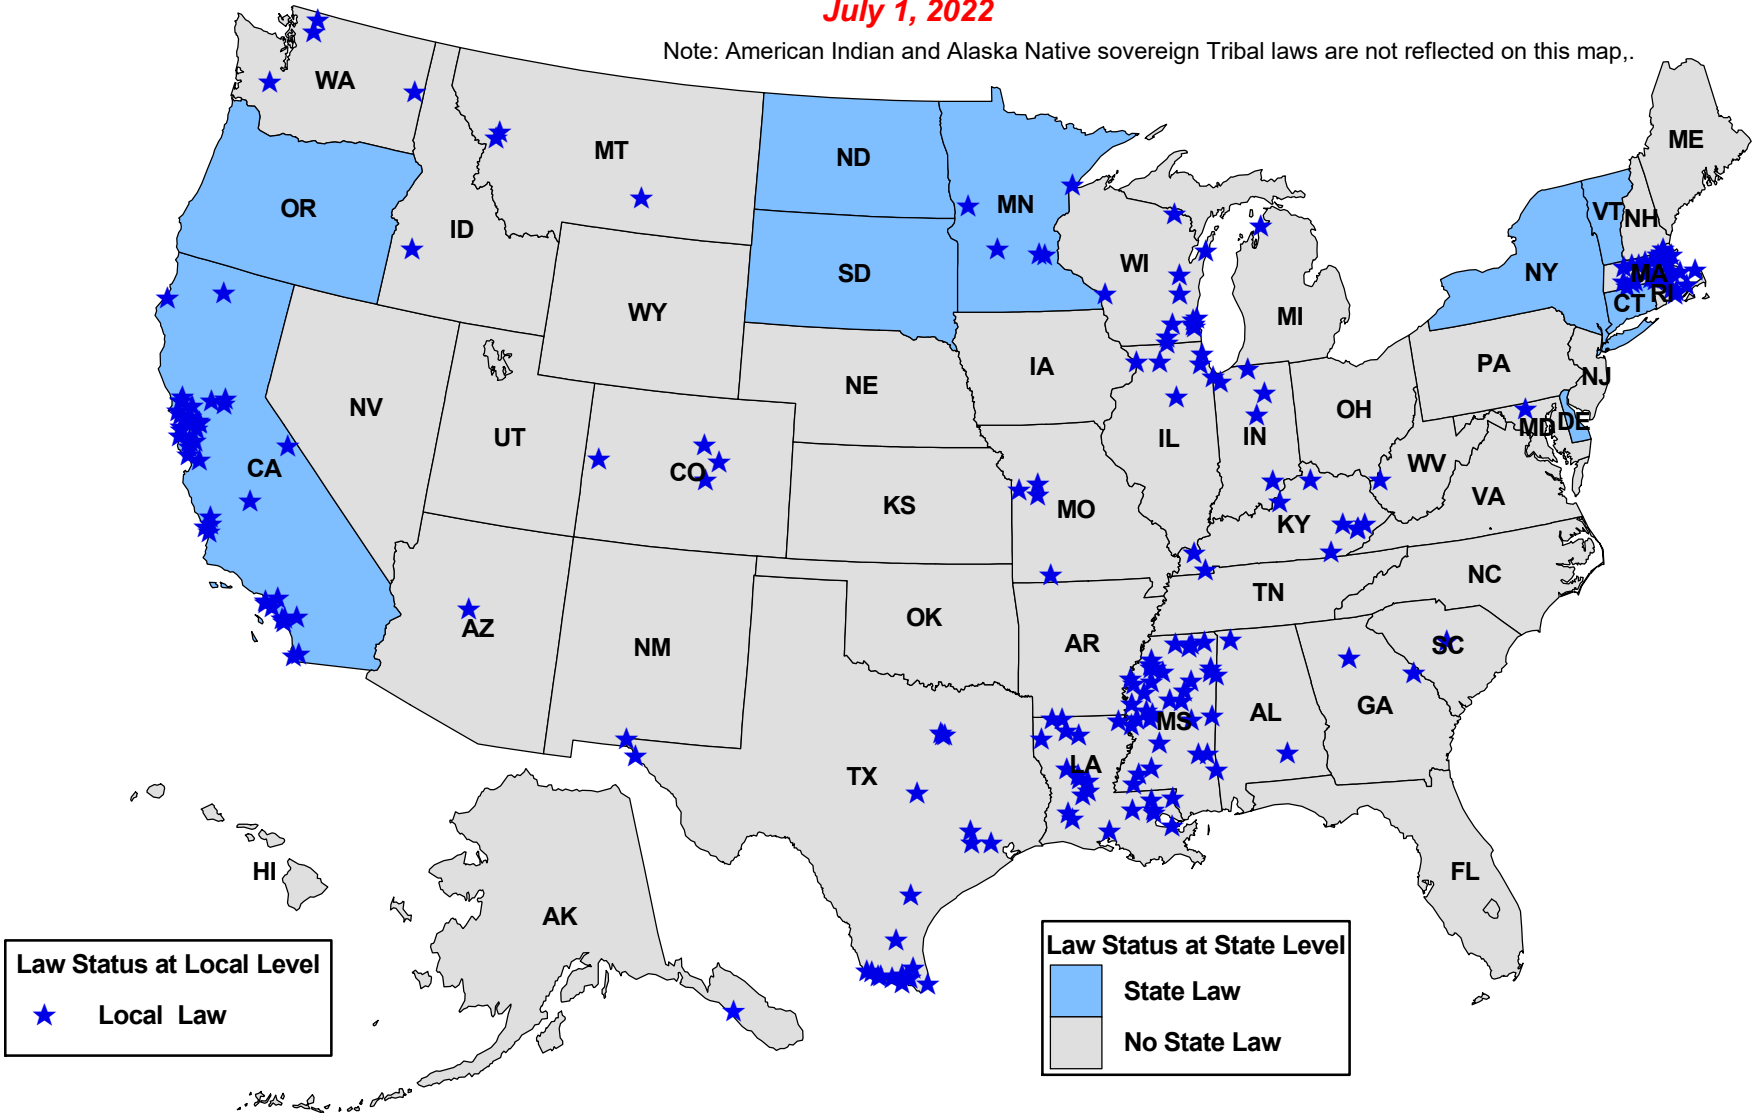 July 1, 2022
Note: American Indian and Alaska Native sovereign Tribal laws are not reflected on this map,.
WA
MT
ND
MN
ME
OR
ID
SD
WI
VT
NH
NY
MA
CT
RI
WY
MI
IA
PA
NJ
NE
NV
UT
IL
IN
OH
MD
DE
CA
CO
KS
MO
WV
VA
KY
AZ
NM
OK
AR
TN
NC
SC
MS
AL
GA
TX
LA
HI
AK
FL
Law Status at Local Level
Local Law
Law Status at State Level
State Law
No State Law